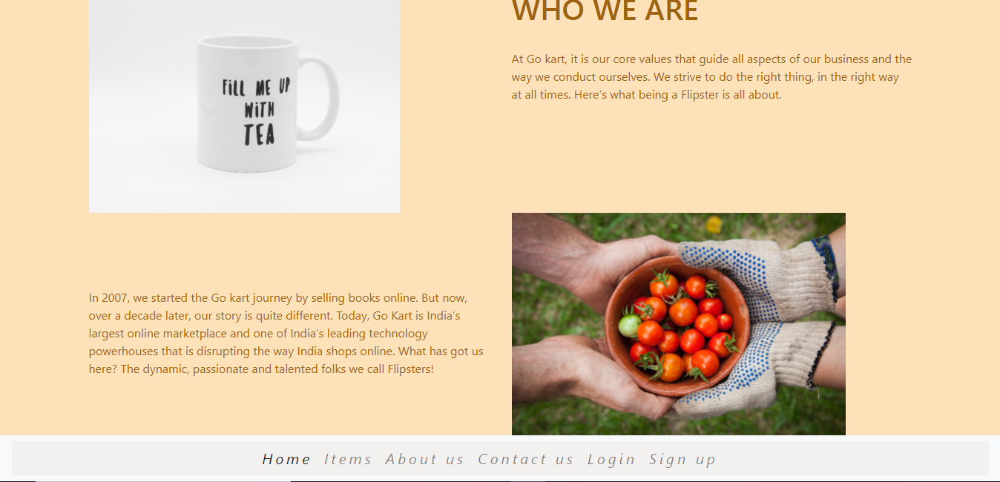 WHO WE ARE
FiLL ME UP
WiTH
TEA
At Go kart, it is our core values that guide all aspects of our business and the
way we conduct ourselves. We strive to do the right thing, in the right way
at all times. Here’s what being a Flipster is all about.
In 2007, we started the Go kart journey by selling books online. But now,
over a decade later, our story is quite different. Today, Go Kart is India’s
largest online marketplace and one of India’s leading technology
powerhouses that is disrupting the way India shops online. What has got us
here? The dynamic, passionate and talented folks we call Flipsters!
Home Items About us Contact us Login Sign up